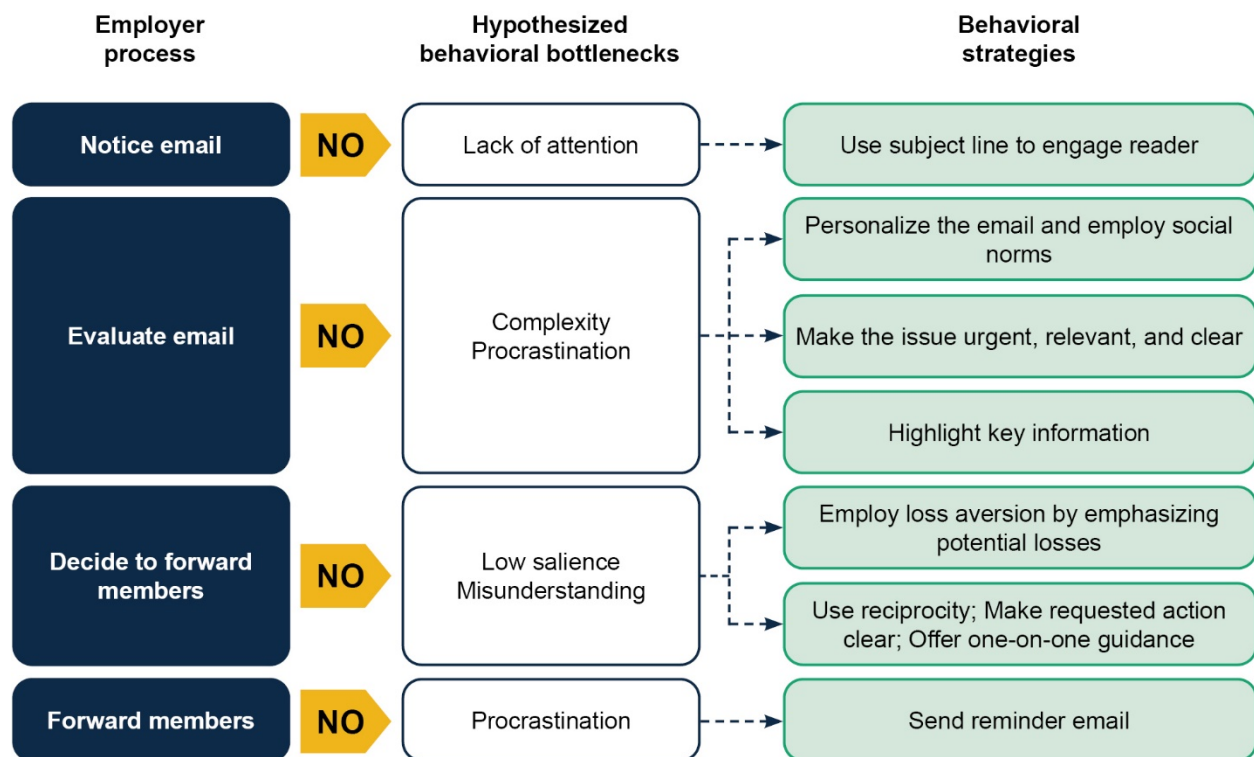 Employer
process
Hypothesized
behavioral bottlenecks
Behavioral
strategies
Notice email
NO
Lack of attention
Use subject line to engage reader
Evaluate email
NO
Complexity
Procrastination
Personalize the email and employ social
norms
Make the issue urgent, relevant, and clear
Highlight key information
Decide to forward
members
NO
Low salience
Misunderstanding
Employ loss aversion by emphasizing
potential losses
Use reciprocity; Make requested action
clear; Offer one-on-one guidance
Forward members
NO
Procrastination
Send reminder email